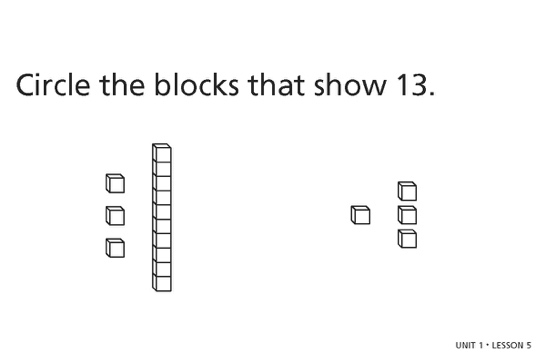 Circle the blocks that show 13.
UNIT 1 • LESSON 5